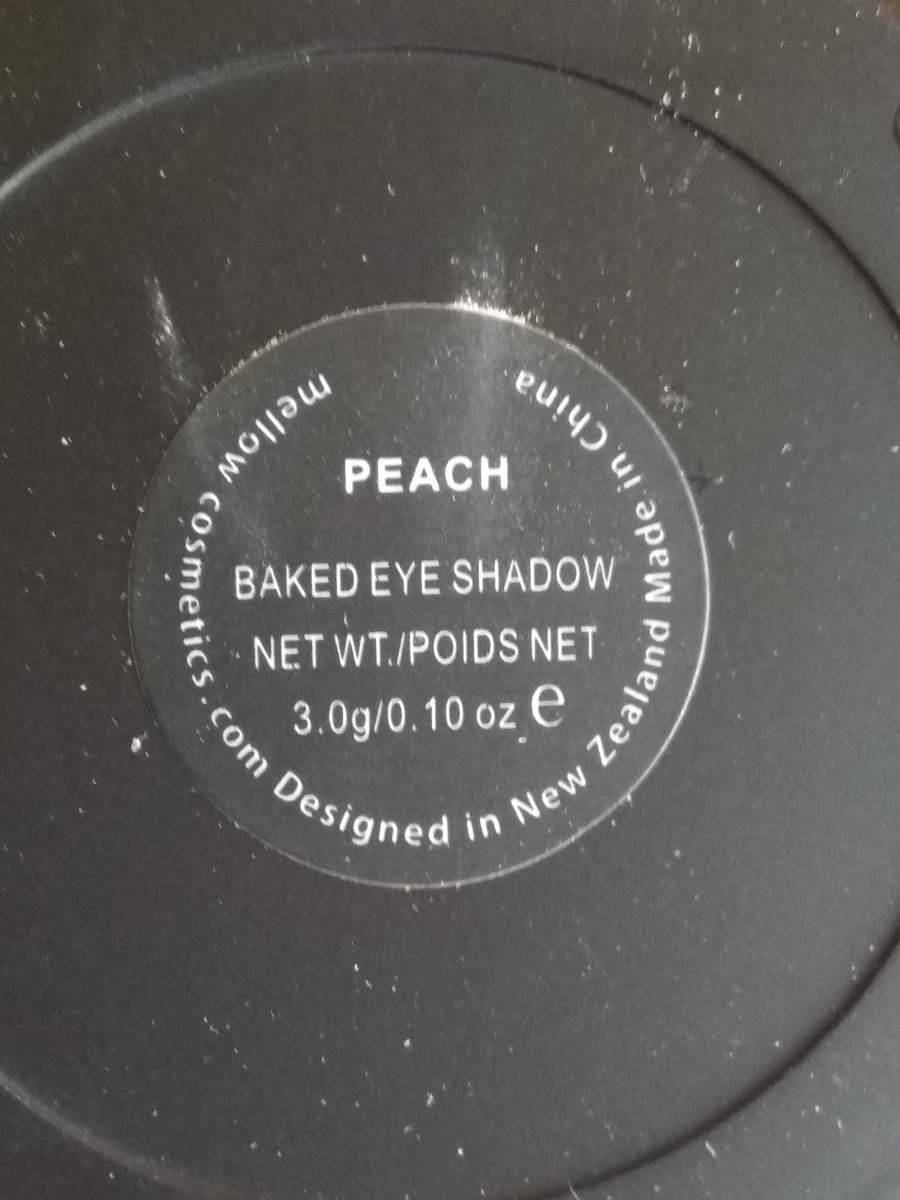 PEACH
BAKED EYE SHADOW
NET WT./POIDS NET
3.0g/0.10 oz e
mellow cosmetics.com Designed in New Zealand Made in China